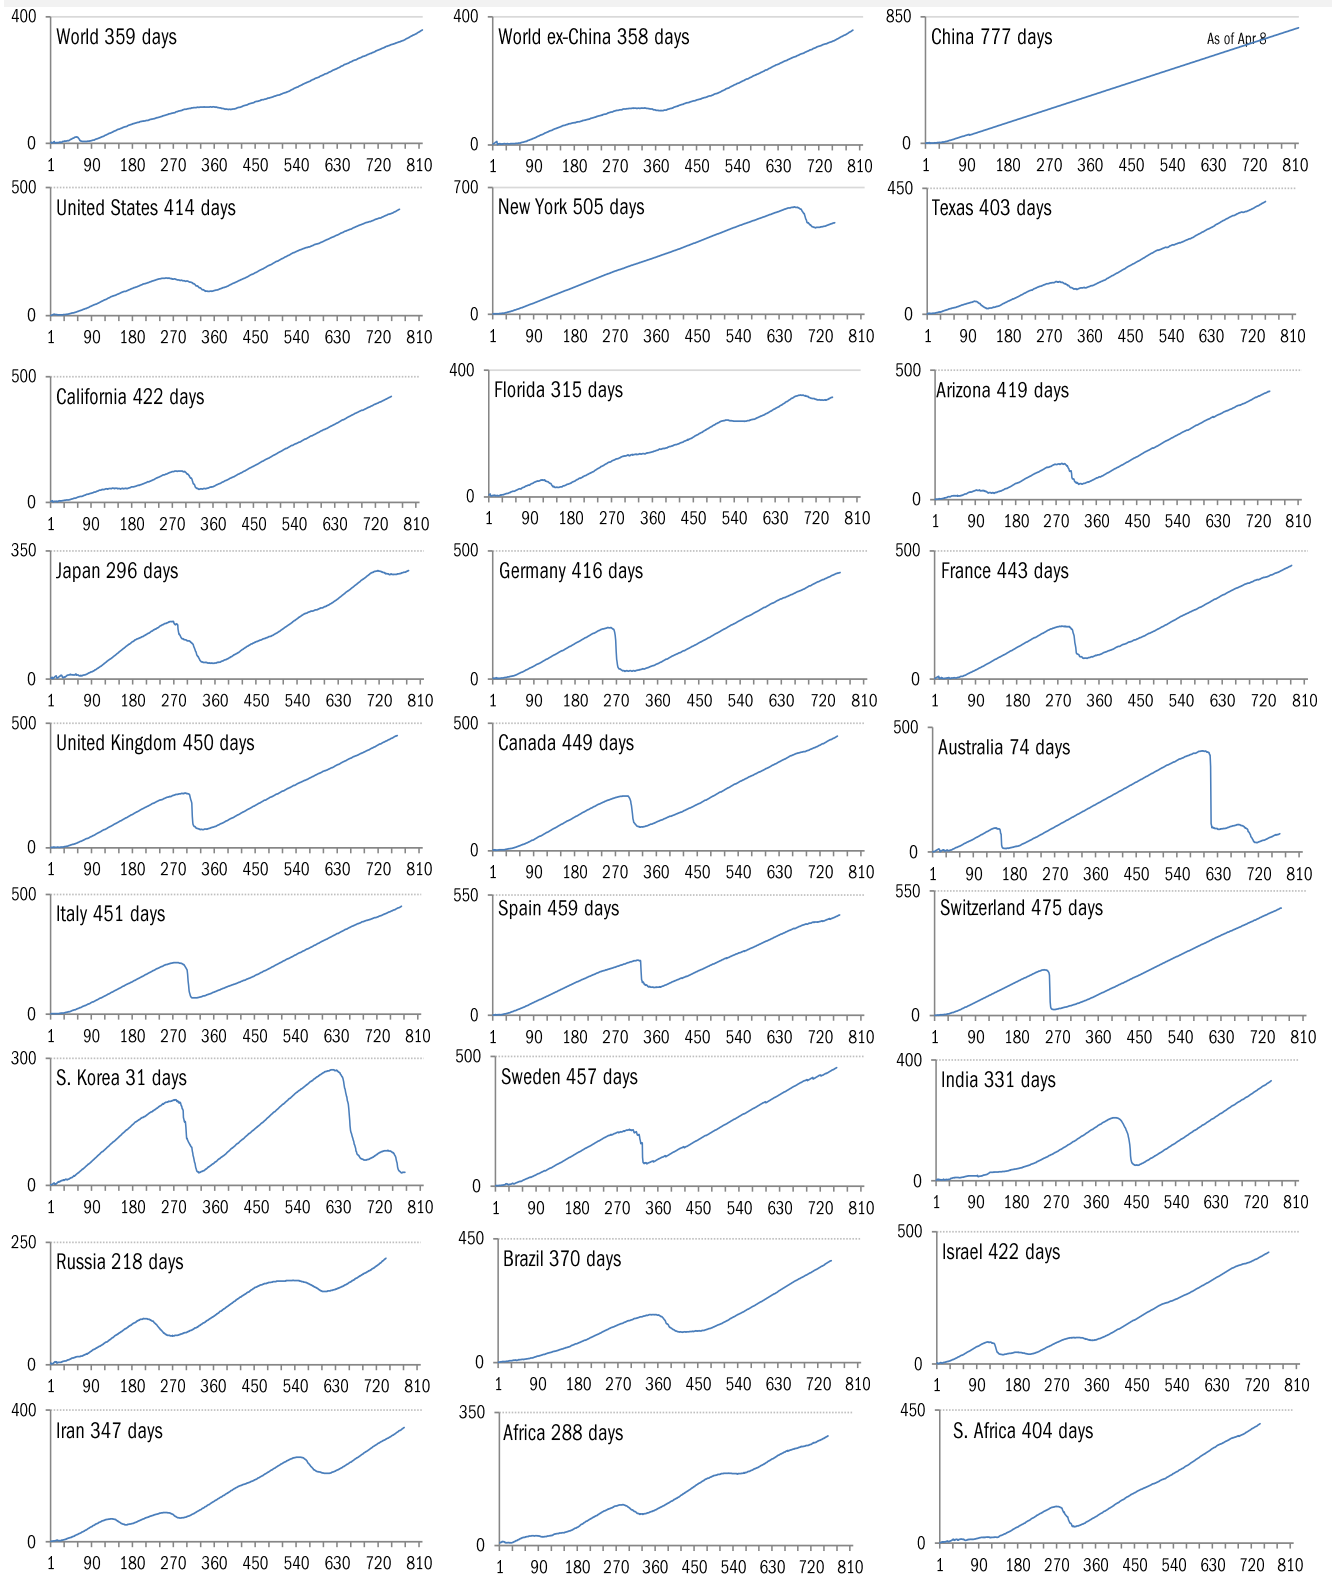 400
World 359 days
0
1 90 180 270 360 450 540 630 720 810
400
World ex-China 358 days
0
1 90 180 270 360 450 540 630 720 810
850
China 777 days
As of Apr 8
0
1 90 180 270 360 450 540 630 720 810
500
United States 414 days
0
1 90 180 270 360 450 540 630 720 810
700
New York 505 days
0
1 90 180 270 360 450 540 630 720 810
450
Texas 403 days
0
1 90 180 270 360 450 540 630 720 810
500
California 422 days
0
1 90 180 270 360 450 540 630 720 810
400
Florida 315 days
0
1 90 180 270 360 450 540 630 720 810
500
Arizona 419 days
0
1 90 180 270 360 450 540 630 720 810
350
Japan 296 days
0
1 90 180 270 360 450 540 630 720 810
500
Germany 416 days
0
1 90 180 270 360 450 540 630 720 810
500
France 443 days
0
1 90 180 270 360 450 540 630 720 810
500
United Kingdom 450 days
0
1 90 180 270 360 450 540 630 720 810
500
Canada 449 days
0
1 90 180 270 360 450 540 630 720 810
500
Australia 74 days
0
1 90 180 270 360 450 540 630 720 810
500
Italy 451 days
0
1 90 180 270 360 450 540 630 720 810
550
Spain 459 days
0
1 90 180 270 360 450 540 630 720 810
550
Switzerland 475 days
0
1 90 180 270 360 450 540 630 720 810
300
S. Korea 31 days
0
1 90 180 270 360 450 540 630 720 810
500
Sweden 457 days
0
1 90 180 270 360 450 540 630 720 810
400
India 331 days
0
1 90 180 270 360 450 540 630 720 810
250
Russia 218 days
0
1 90 180 270 360 450 540 630 720 810
450
Brazil 370 days
0
1 90 180 270 360 450 540 630 720 810
500
Israel 422 days
0
1 90 180 270 360 450 540 630 720 810
400
Iran 347 days
0
1 90 180 270 360 450 540 630 720 810
350
Africa 288 days
0
1 90 180 270 360 450 540 630 720 810
450
S. Africa 404 days
0
1 90 180 270 360 450 540 630 720 810